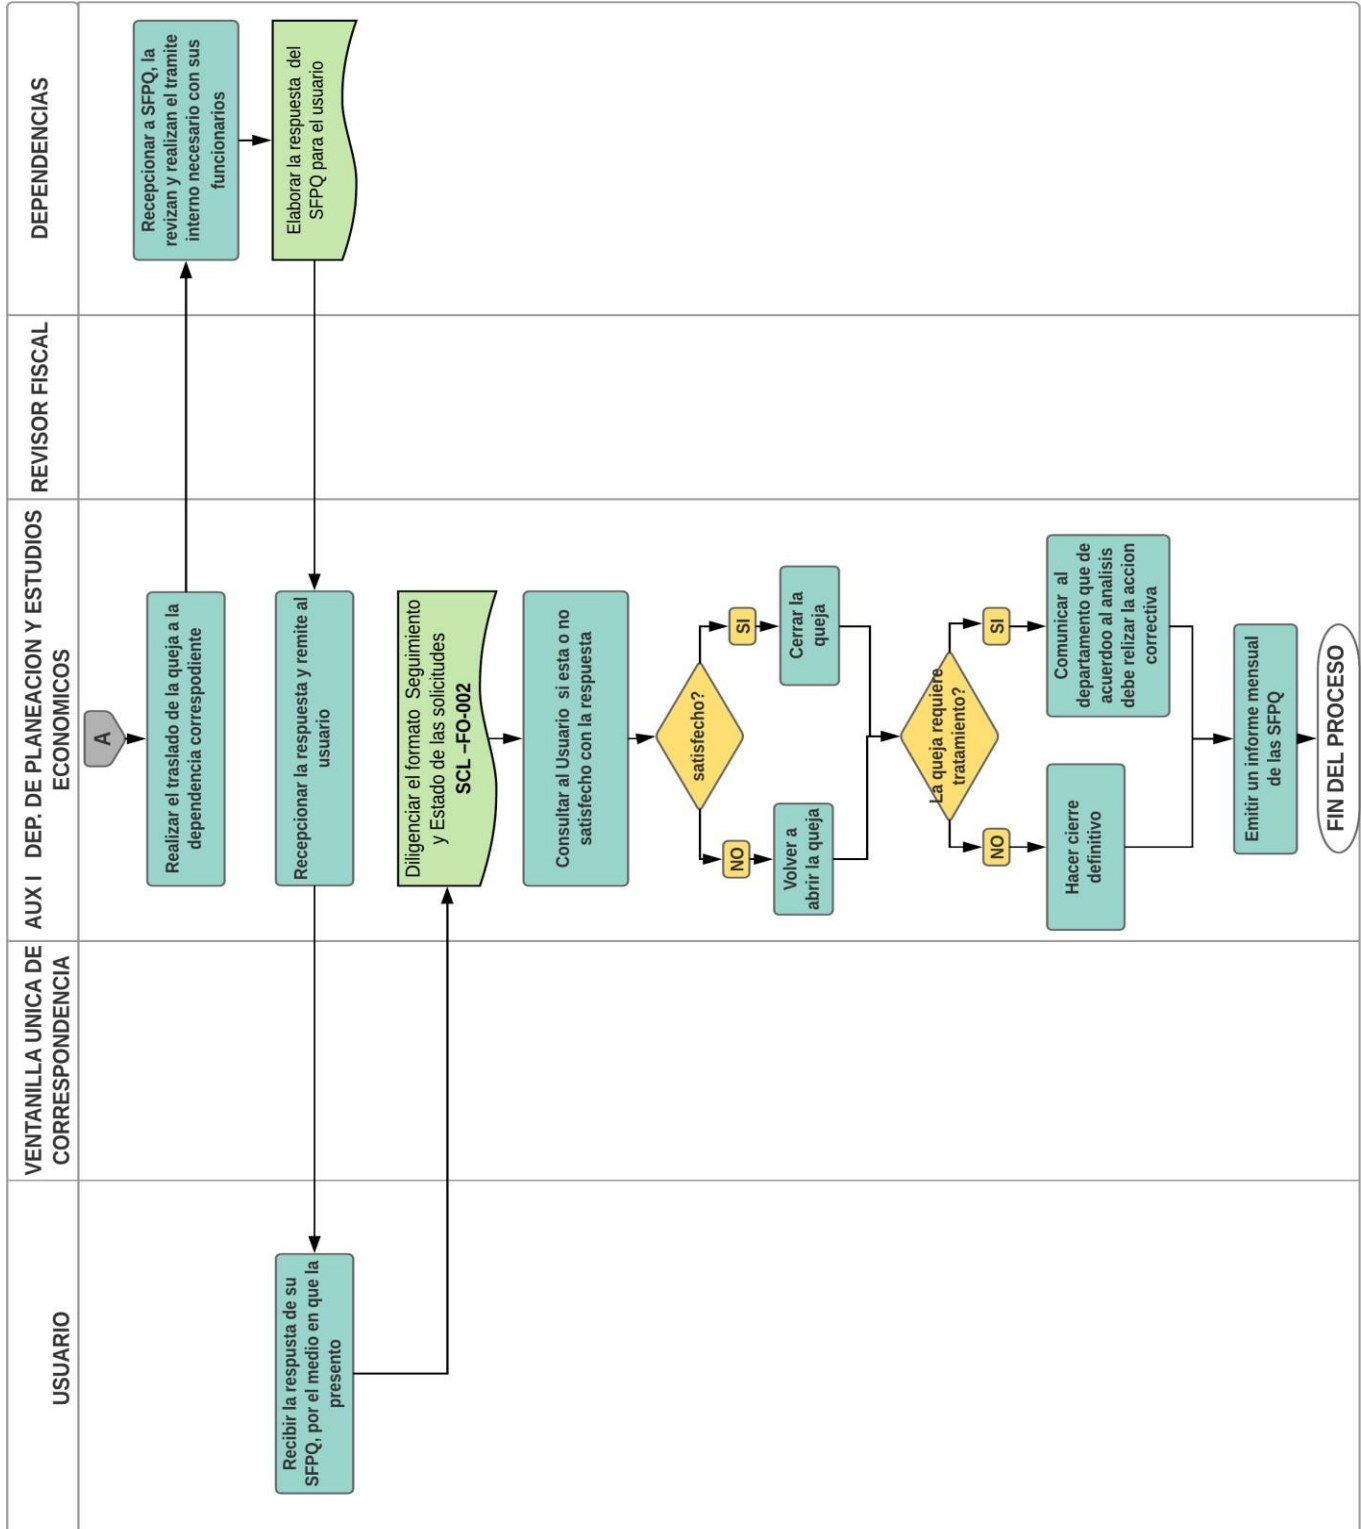 USUARIO
VENTANILLA UNICA DE
CORRESPONDENCIA
AUX I   DEP. DE PLANEACION Y ESTUDIOS
ECONOMICOS
REVISOR FISCAL
DEPENDENCIAS
A
Realizar el traslado de la queja a la
dependencia correspodiente
Recepcionar a SFPQ, la
revizan y realizan el tramite
interno necesario con sus
funcionarios
Elaborar la respuesta  del
SFPQ para el usuario
Recepcionar la respuesta y remite al
usuario
Recibir la respusta de su
SFPQ, por el medio en que la
presento
Diligenciar el formato  Seguimiento
y Estado de las solicitudes
SCL –FO-002
Consultar al Usuario  si esta o no
satisfecho con la respuesta
satisfecho?
NO
SI
Volver a
abrir la queja
Cerrar la
queja
La queja requiere
tratamiento?
NO
SI
Hacer cierre
definitivo
Comunicar  al
departamento que de
acuerdoo al analisis
debe relizar la accion
correctiva
Emitir un informe mensual
de las SFPQ
FIN DEL PROCESO